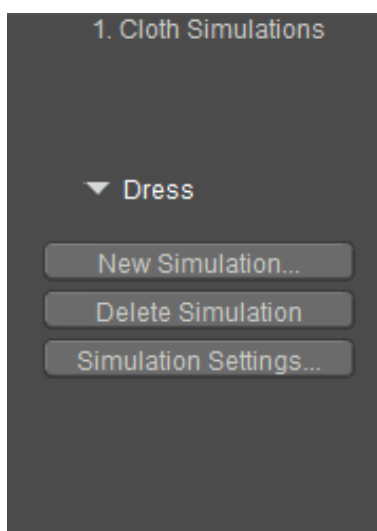 1. Cloth Simulations
Dress
New Simulation...
Delete Simulation
Simulation Settings...